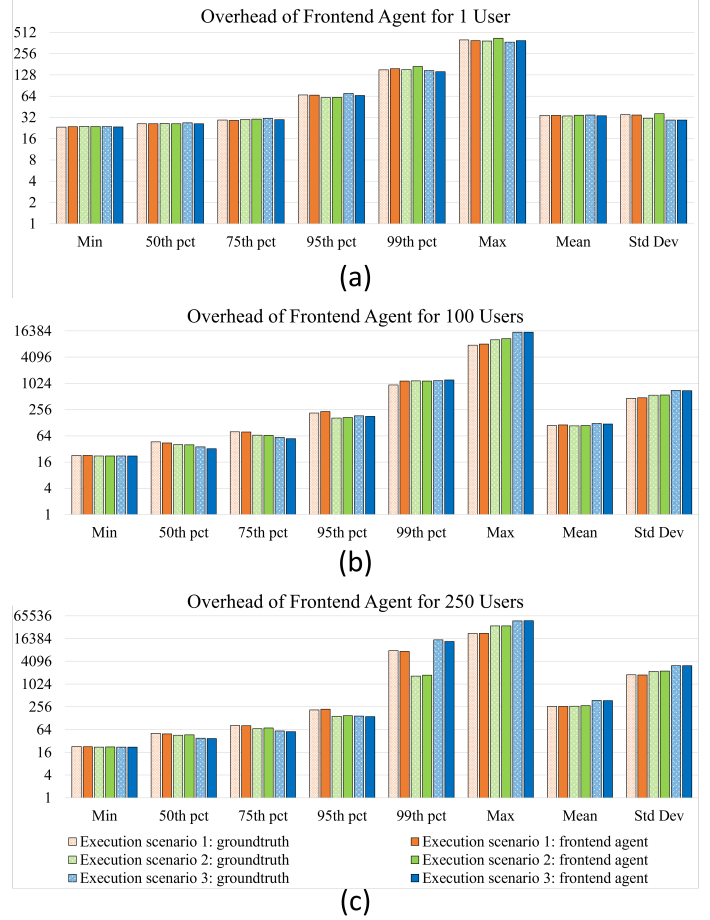 Overhead of Frontend Agent for 1 User
512
256
128
64
32
16
8
4
2
1
Min 50th pct 75th pct 95th pct 99th pct Max Mean Std Dev
(a)
Overhead of Frontend Agent for 100 Users
16384
4096
1024
256
64
16
4
1
Min 50th pct 75th pct 95th pct 99th pct Max Mean Std Dev
(b)
Overhead of Frontend Agent for 250 Users
65536
16384
4096
1024
256
64
16
4
1
Min 50th pct 75th pct 95th pct 99th pct Max Mean Std Dev
Execution scenario 1: groundtruth Execution scenario 1: frontend agent
Execution scenario 2: groundtruth Execution scenario 2: frontend agent
Execution scenario 3: groundtruth Execution scenario 3: frontend agent
(c)